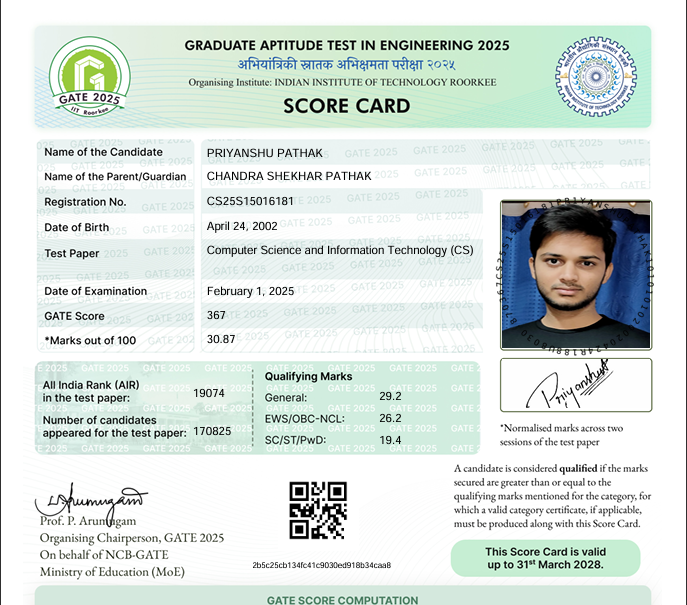 GRADUATE APTITUDE TEST IN ENGINEERING 2025
अभियांत्रिकी स्नातक अभिक्षमता परीक्षा २०२५
Organising Institute: INDIAN INSTITUTE OF TECHNOLOGY ROORKEE
SCORE CARD
GATE 2025
IIT Roorkee
Name of the Candidate PRIYANSHU PATHAK
Name of the Parent/Guardian CHANDRA SHEKHAR PATHAK
Registration No. CS25S15016181
Date of Birth April 24, 2002
Test Paper Computer Science and Information Technology (CS)
Date of Examination February 1, 2025
GATE Score 367
*Marks out of 100 30.87
All India Rank (AIR)
in the test paper: 19074
Number of candidates
appeared for the test paper: 170825
Qualifying Marks
General: 29.2
EWS/OBC-NCL: 26.2
SC/ST/PwD: 19.4
Priyanshu
*Normalised marks across two
sessions of the test paper
A candidate is considered qualified if the marks
secured are greater than or equal to the
qualifying marks mentioned for the category, for
which a valid category certificate, if applicable,
must be produced along with this Score Card.
Prof. P. Arumugam
Organising Chairperson, GATE 2025
On behalf of NCB-GATE
Ministry of Education (MoE)
2b5c25cb134fc41c9030ed918b34caa8
This Score Card is valid
up to 31st March 2028.
GATE SCORE COMPUTATION